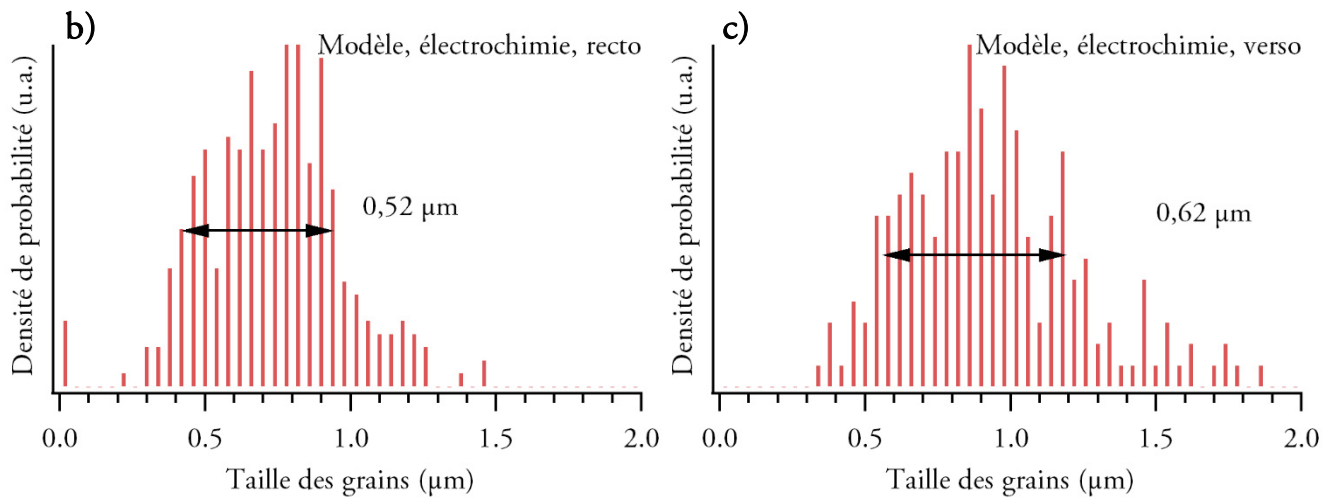 b)
Modèle, électrochimie, recto
Densité de probabilité (u.a.)
0,52 µm
0.0 0.5 1.0 1.5 2.0
Taille des grains (µm)
c)
Modèle, électrochimie, verso
Densité de probabilité (u.a.)
0,62 µm
0.0 0.5 1.0 1.5 2.0
Taille des grains (µm)